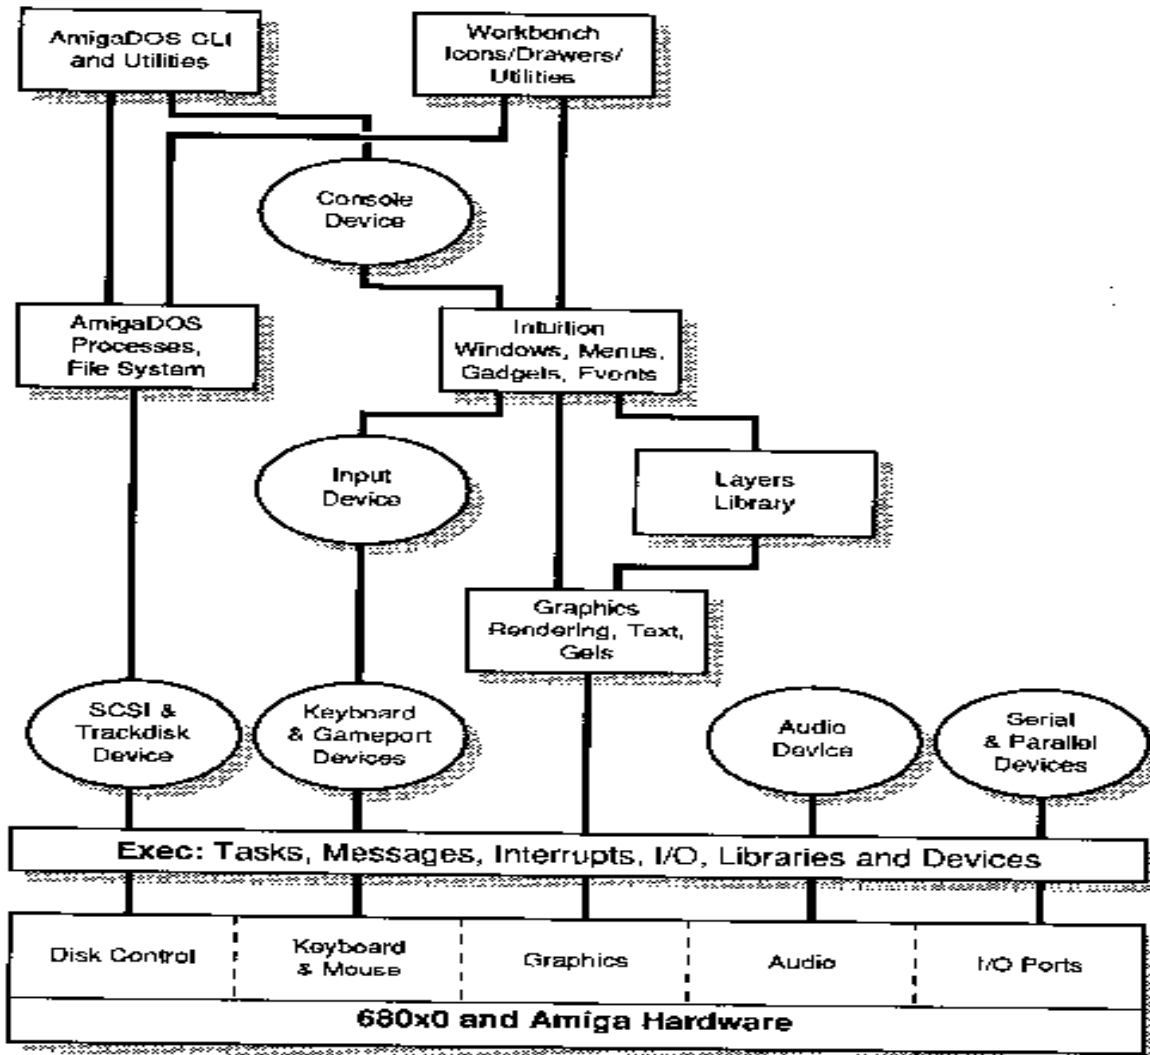 AmigaDOS CLI
and Utilities
Workbench
Icons/Drawers/
Utilities
Console
Device
AmigaDOS
Processes,
File System
Intuition
Windows, Menus,
Gadgets, Events
Input
Device
Layers
Library
Graphics
Rendering, Text,
Gels
SCSI &
Trackdisk
Device
Keyboard
& Gameport
Devices
Audio
Device
Serial
& Parallel
Devices
Exec: Tasks, Messages, Interrupts, I/O, Libraries and Devices
Disk Control
Keyboard
& Mouse
Graphics
Audio
I/O Ports
680x0 and Amiga Hardware